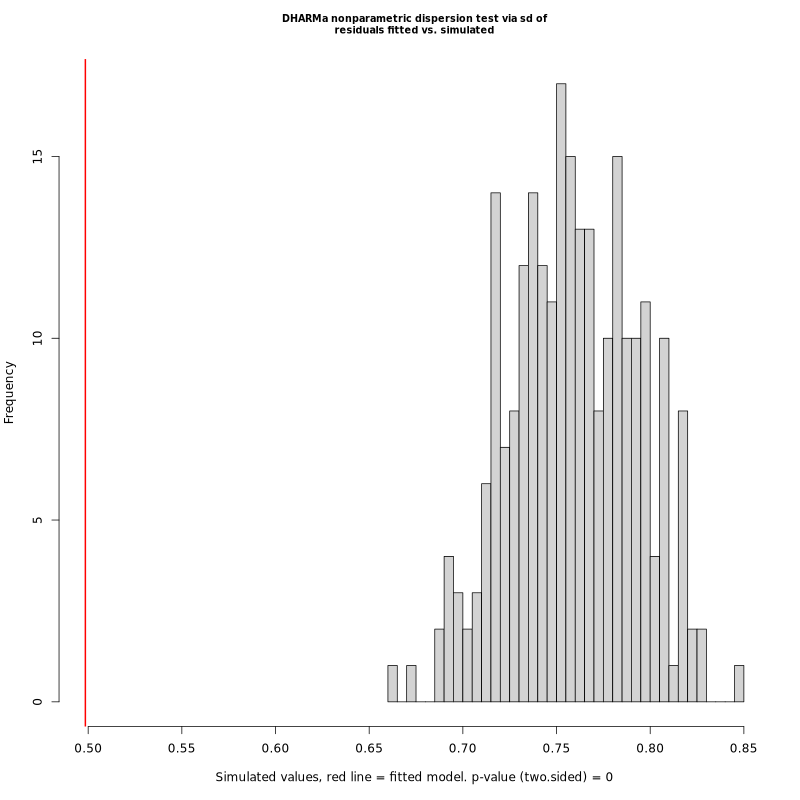 DHARMa nonparametric dispersion test via sd of
residuals fitted vs. simulated
15
10
5
0
Frequency
0.50 0.55 0.60 0.65 0.70 0.75 0.80 0.85
Simulated values, red line = fitted model. p-value (two.sided) = 0